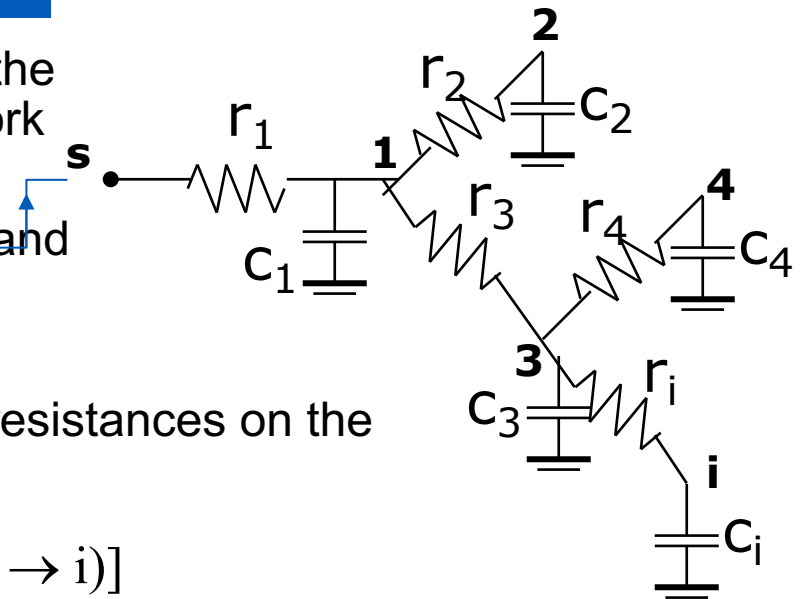 the
ork
and
resistances on the
→ i)]
s
r1
1
c1
r2
2
c2
r3
3
c3
r4
4
c4
ri
i
ci